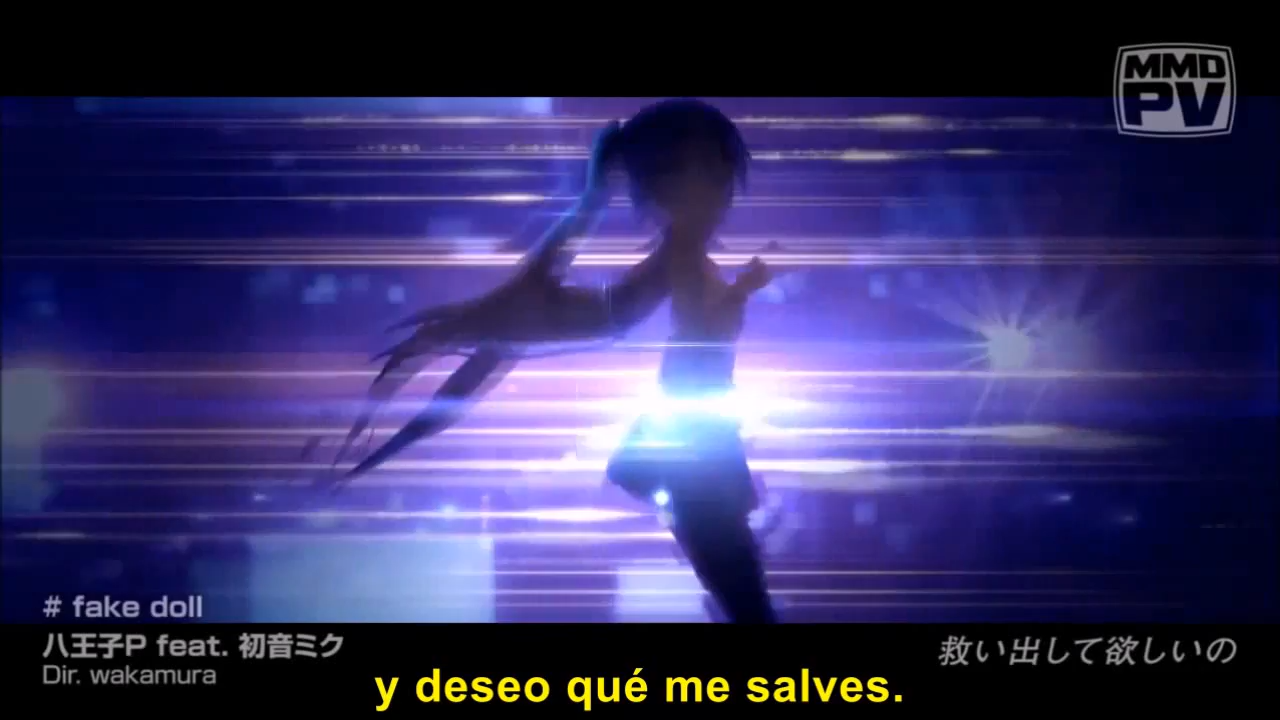 MMD
PV
# fake doll
八王子P feat. 初音ミク
Dir. wakamura
救い出して欲しいの
y deseo qué me salves.